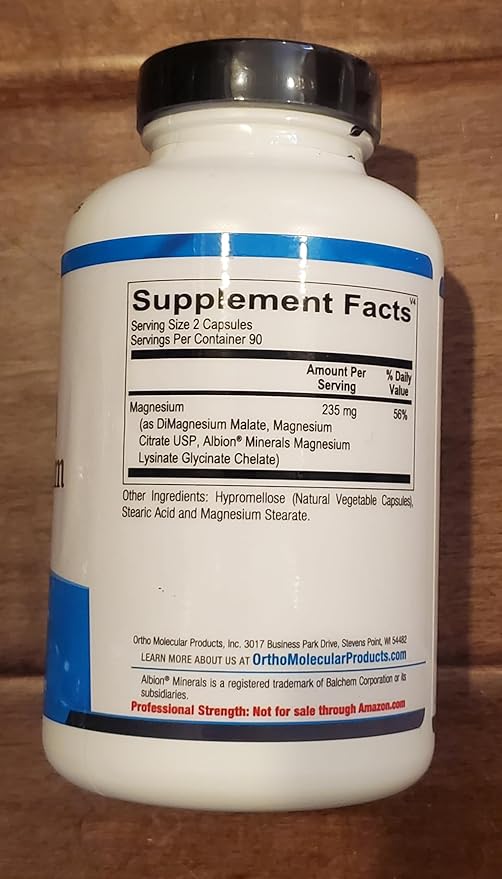 Supplement Facts V4
Serving Size 2 Capsules
Servings Per Container 90
Amount Per Serving % Daily Value
Magnesium 235 mg 56%
(as DiMagnesium Malate, Magnesium
Citrate USP, Albion® Minerals Magnesium
Lysinate Glycinate Chelate)
Other Ingredients: Hypromellose (Natural Vegetable Capsules),
Stearic Acid and Magnesium Stearate.
Ortho Molecular Products, Inc. 3017 Business Park Drive, Stevens Point, WI 54482
LEARN MORE ABOUT US AT OrthoMolecularProducts.com
Albion® Minerals is a registered trademark of Balchem Corporation or its
subsidiaries.
Professional Strength: Not for sale through Amazon.com